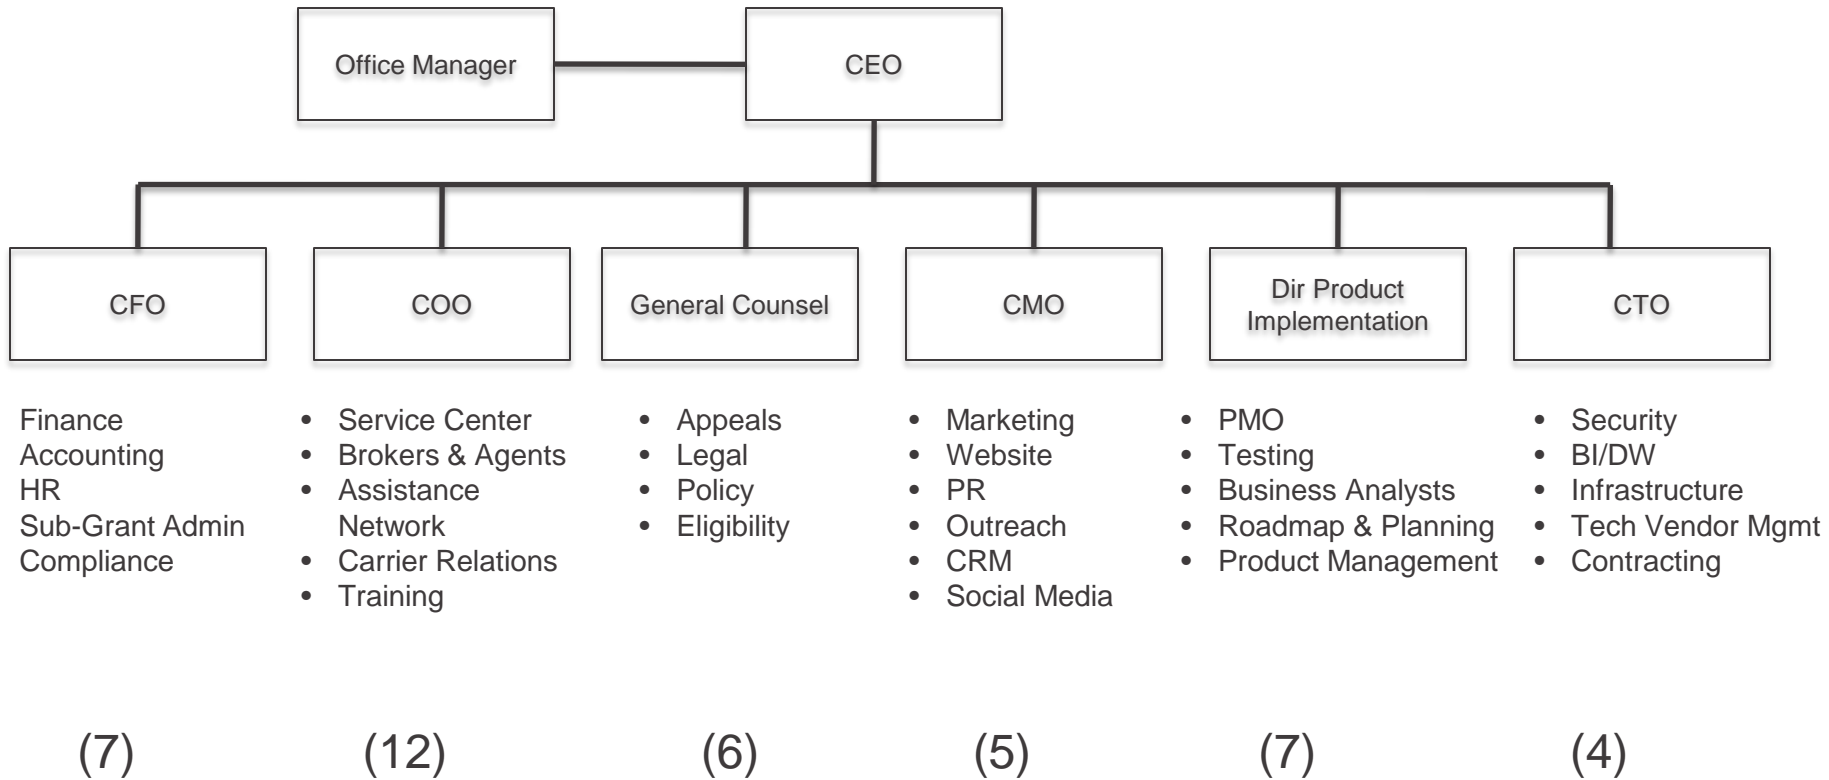 Office Manager
CEO
CFO
COO
General Counsel
CMO
Dir Product
Implementation
CTO
Finance
Accounting
HR
Sub-Grant Admin
Compliance
• Service Center
• Brokers & Agents
• Assistance
Network
• Carrier Relations
• Training
• Appeals
• Legal
• Policy
• Eligibility
• Marketing
• Website
• PR
• Outreach
• CRM
• Social Media
• PMO
• Testing
• Business Analysts
• Roadmap & Planning
• Product Management
• Security
• BI/DW
• Infrastructure
• Tech Vendor Mgmt
• Contracting
(7)
(12)
(6)
(5)
(7)
(4)